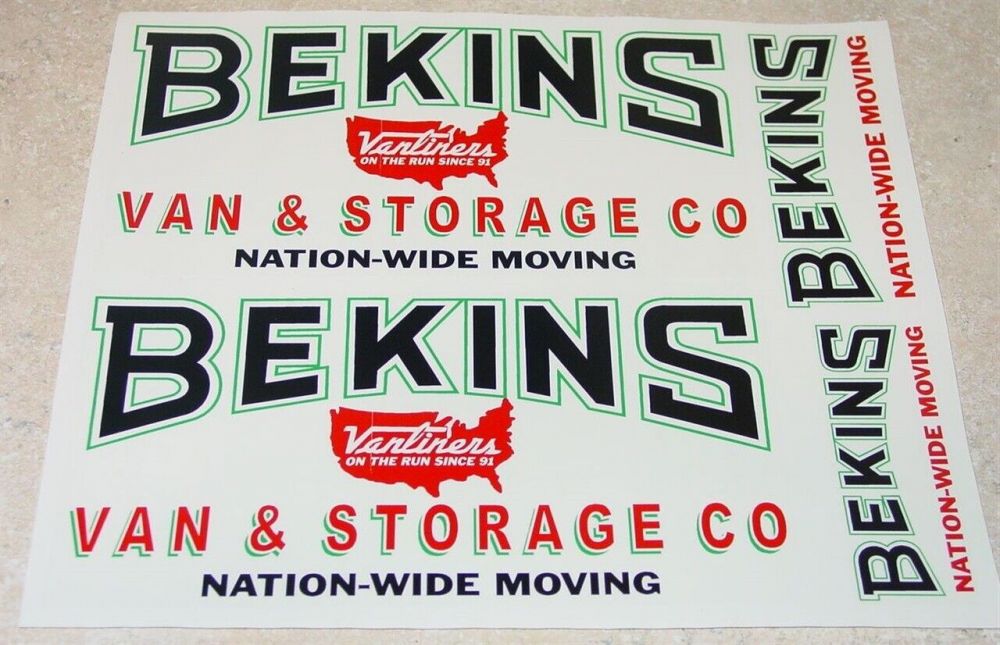 BEKINS
Vanliners
ON THE RUN SINCE 91
VAN & STORAGE CO
NATION-WIDE MOVING
BEKINS
Vanliners
ON THE RUN SINCE 91
VAN & STORAGE CO
NATION-WIDE MOVING
BEKINS
NATION-WIDE MOVING
BEKINS
NATION-WIDE MOVING